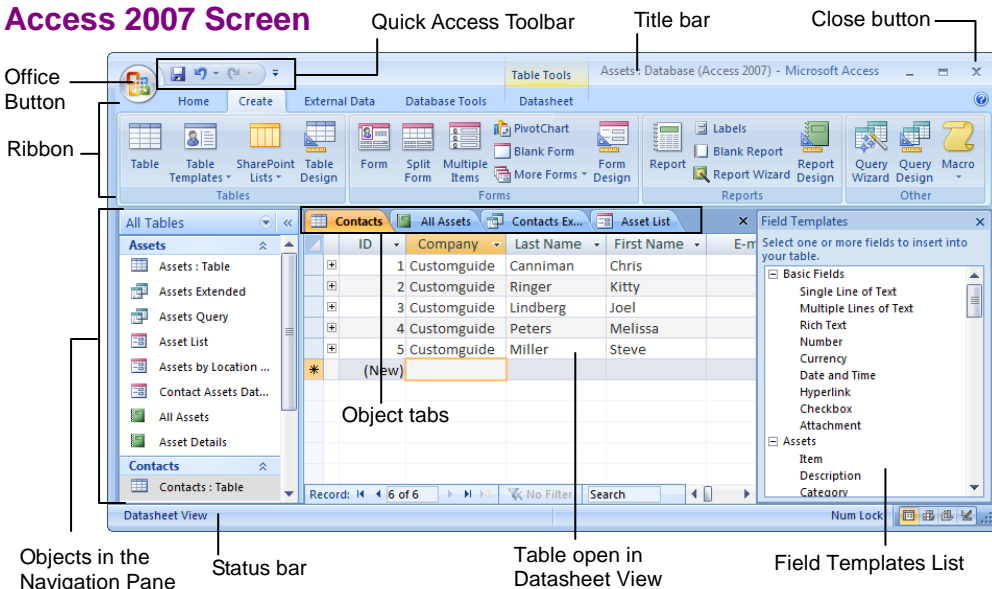 Access 2007 Screen
Quick Access Toolbar
Title bar
Close button
Office
Button
Ribbon
Table Tools
Assets : Database (Access 2007) - Microsoft Access
Home Create External Data Database Tools Datasheet
Table
Table
Templates
SharePoint
Lists
Table
Design
Tables
Form
Split
Form
Multiple
Items
PivotChart
Blank Form
More Forms
Form
Design
Forms
Report
Labels
Blank Report
Report Wizard
Report
Design
Reports
Query
Wizard
Query
Design
Macro
Other
All Tables
Assets
Assets : Table
Assets Extended
Assets Query
Asset List
Assets by Location ...
Contact Assets Dat...
All Assets
Asset Details
Contacts
Contacts : Table
Contacts All Assets Contacts Ex... Asset List
ID Company Last Name First Name E-m
1 Customguide Canniman Chris
2 Customguide Ringer Kitty
3 Customguide Lindberg Joel
4 Customguide Peters Melissa
5 Customguide Miller Steve
(New)
Object tabs
Record: 6 of 6 No Filter Search
Field Templates
Select one or more fields to insert into
your table.
Basic Fields
Single Line of Text
Multiple Lines of Text
Rich Text
Number
Currency
Date and Time
Hyperlink
Checkbox
Attachment
Assets
Item
Description
Category
Datasheet View
Num Lock
Objects in the
Navigation Pane
Status bar
Table open in
Datasheet View
Field Templates List